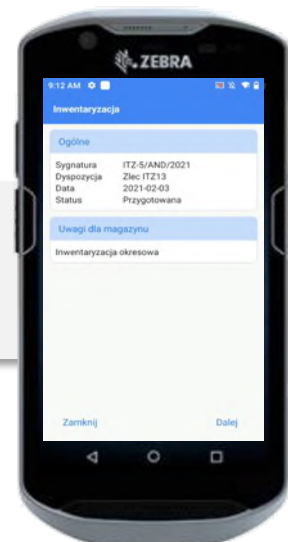 ZEBRA
9:12 AM
Inwentaryzacja
Ogólne
Sygnatura ITZ-5/AND/2021
Dyspozycja Zlec ITZ13
Data 2021-02-03
Status Przygotowana
Uwagi dla magazynu
Inwentaryzacja okresowa
Zamknij Dalej